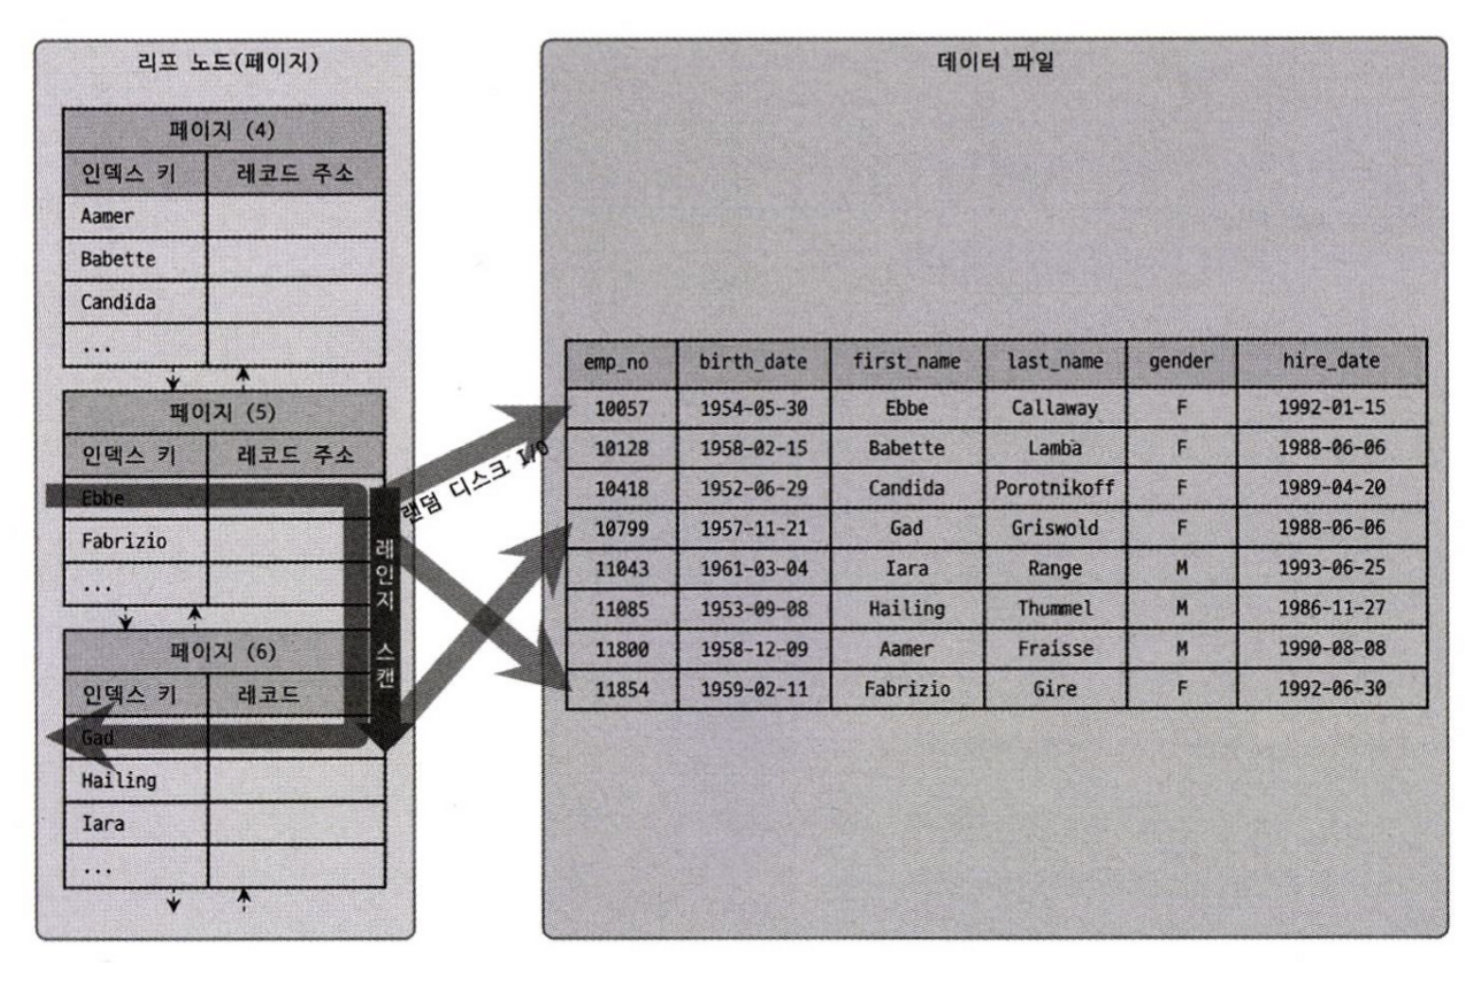 리프 노드(페이지)
페이지 (4)
인덱스 키 레코드 주소
Aamer
Babette
Candida
...
페이지 (5)
인덱스 키 레코드 주소
Ebbe
Fabrizio
...
페이지 (6)
인덱스 키 레코드
Gad
Hailing
Iara
...
레인지 스캔
랜덤 디스크 I/O
데이터 파일
emp_no birth_date first_name last_name gender hire_date
10057 1954-05-30 Ebbe Callaway F 1992-01-15
10128 1958-02-15 Babette Lamba F 1988-06-06
10418 1952-06-29 Candida Porotnikoff F 1989-04-20
10799 1957-11-21 Gad Griswold F 1988-06-06
11043 1961-03-04 Iara Range M 1993-06-25
11085 1953-09-08 Hailing Thummel M 1986-11-27
11800 1958-12-09 Aamer Fraisse M 1990-08-08
11854 1959-02-11 Fabrizio Gire F 1992-06-30